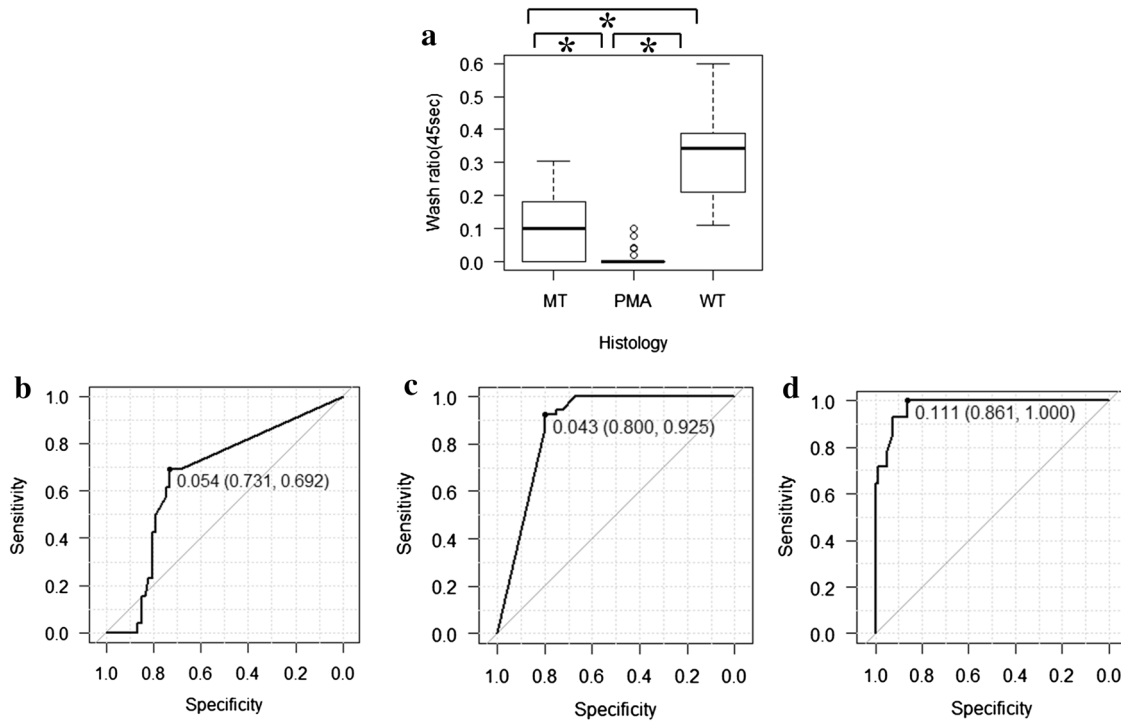 a
*
* *
Wash ratio(45sec)
0.6
0.5
0.4
0.3
0.2
0.1
0.0
MT PMA WT
Histology
b
Sensitivity
1.0
0.8
0.6
0.4
0.2
0.0
0.054 (0.731, 0.692)
1.0 0.8 0.6 0.4 0.2 0.0
Specificity
c
Sensitivity
1.0
0.8
0.6
0.4
0.2
0.0
0.043 (0.800, 0.925)
1.0 0.8 0.6 0.4 0.2 0.0
Specificity
d
Sensitivity
1.0
0.8
0.6
0.4
0.2
0.0
0.111 (0.861, 1.000)
1.0 0.8 0.6 0.4 0.2 0.0
Specificity